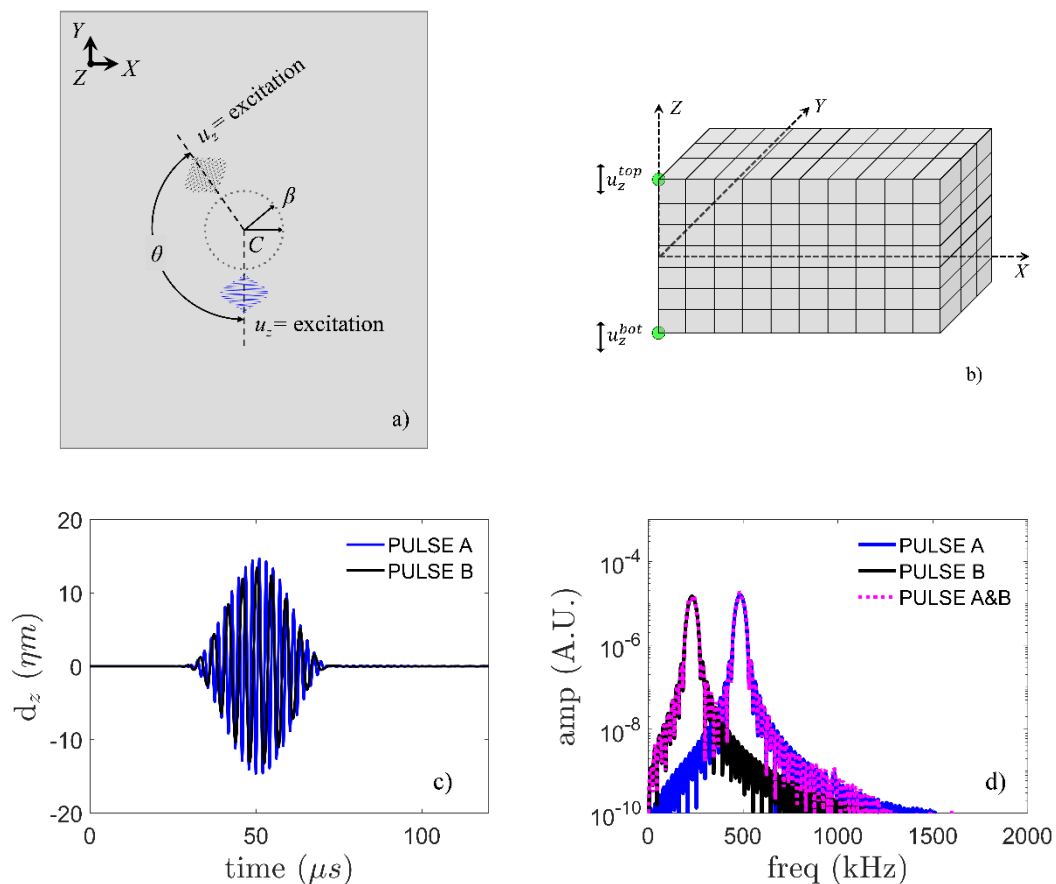 Y
Z
X
u_z = excitation
β
C
θ
u_z = excitation
a)
Z
Y
u_z^{top}
X
u_z^{bot}
b)
20
10
0
-10
-20
d_z (ηm)
PULSE A
PULSE B
c)
0
50
100
time (μs)
10^{-4}
10^{-6}
10^{-8}
10^{-10}
amp (A.U.)
PULSE A
PULSE B
PULSE A&B
d)
0
500
1000
1500
2000
freq (kHz)